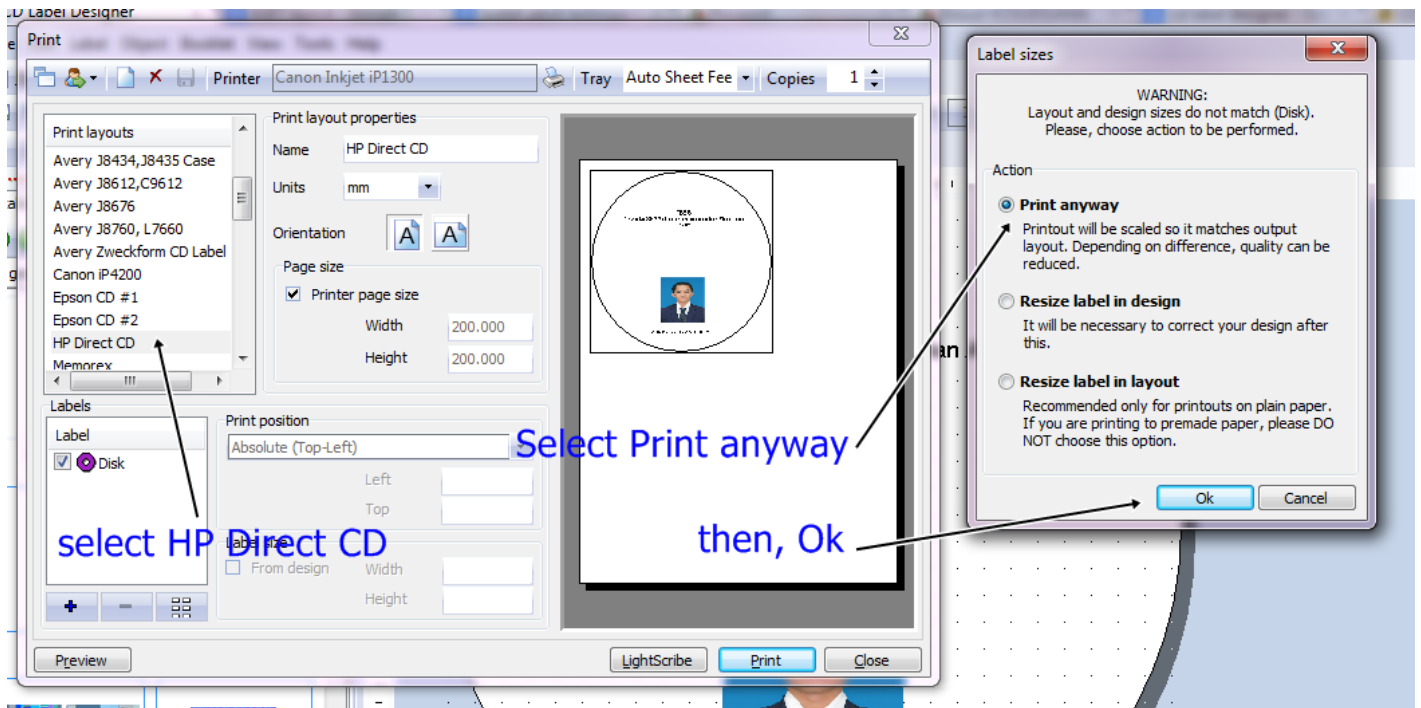 CD Label Designer
Print
Label Object Booklet View Tools Help
Printer Canon Inkjet iP1300 Tray Auto Sheet Fee Copies 1
Print layouts
Avery J8434,J8435 Case
Avery J8612,C9612
Avery J8676
Avery J8760, L7660
Avery Zweckform CD Label
Canon iP4200
Epson CD #1
Epson CD #2
HP Direct CD
Memorex
Print layout properties
Name HP Direct CD
Units mm
Orientation A A
Page size
Printer page size
Width 200.000
Height 200.000
Labels
Label
Disk
Print position
Absolute (Top-Left)
Left
Top
Label size
From design Width
Height
select HP Direct CD
Select Print anyway
then, Ok
Preview LightScribe Print Close
Label sizes
WARNING:
Layout and design sizes do not match (Disk).
Please, choose action to be performed.
Action
Print anyway
Printout will be scaled so it matches output
layout. Depending on difference, quality can be
reduced.
Resize label in design
It will be necessary to correct your design after
this.
Resize label in layout
Recommended only for printouts on plain paper.
If you are printing to premade paper, please DO
NOT choose this option.
Ok Cancel
an